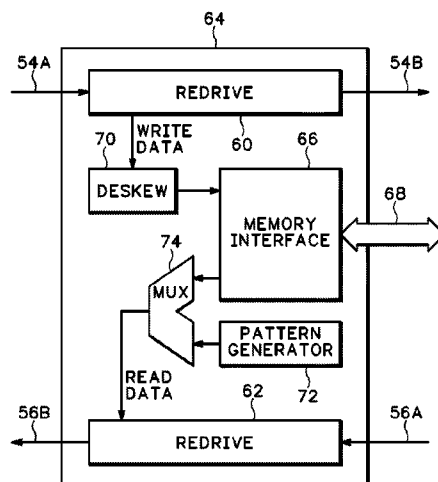 64
54A
54B
REDRIVE
60
WRITE
DATA
70
66
DESKEW
MEMORY
INTERFACE
68
74
MUX
PATTERN
GENERATOR
72
READ
DATA
62
56B
56A
REDRIVE